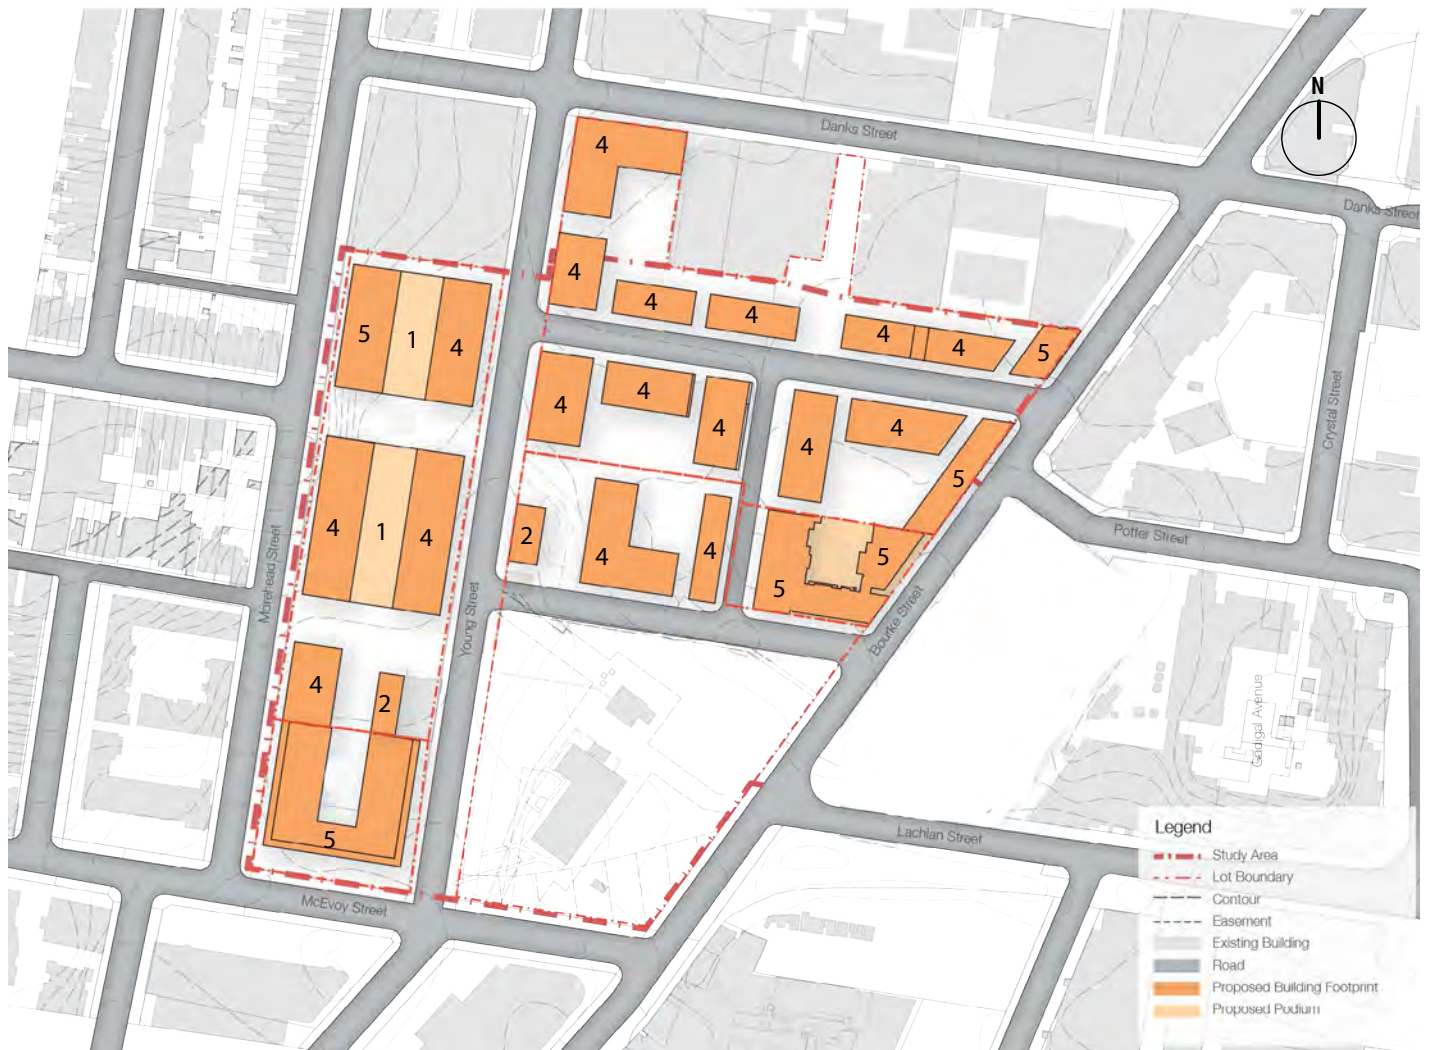 N
Danks Street
Danks Street
4
4
4
4
4
4
5
5
1
4
4
4
4
4
4
5
Crystal Street
4
1
4
2
4
4
5
5
Potter Street
Morehead Street
Young Street
Bourke Street
4
2
5
Gadigal Avenue
Lachlan Street
McEvoy Street
Legend
Study Area
Lot Boundary
Contour
Easement
Existing Building
Road
Proposed Building Footprint
Proposed Podium